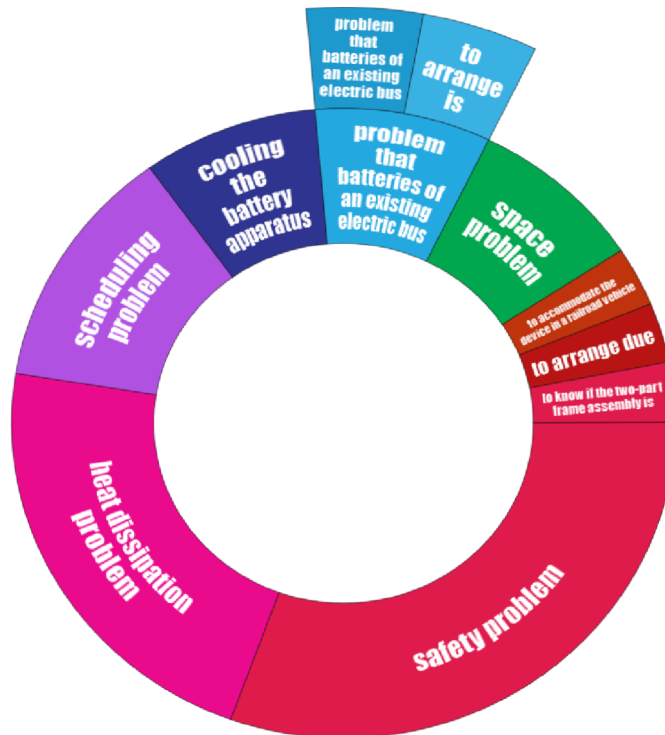 problem
that
batteries of
an existing
electric bus
to
arrange
is
cooling
the
battery
apparatus
problem
that
batteries of
an existing
electric bus
space
problem
scheduling
problem
to accommodate the
device in a railroad vehicle
to arrange due
to know if the two-part
frame assembly is
heat dissipation
problem
safety problem